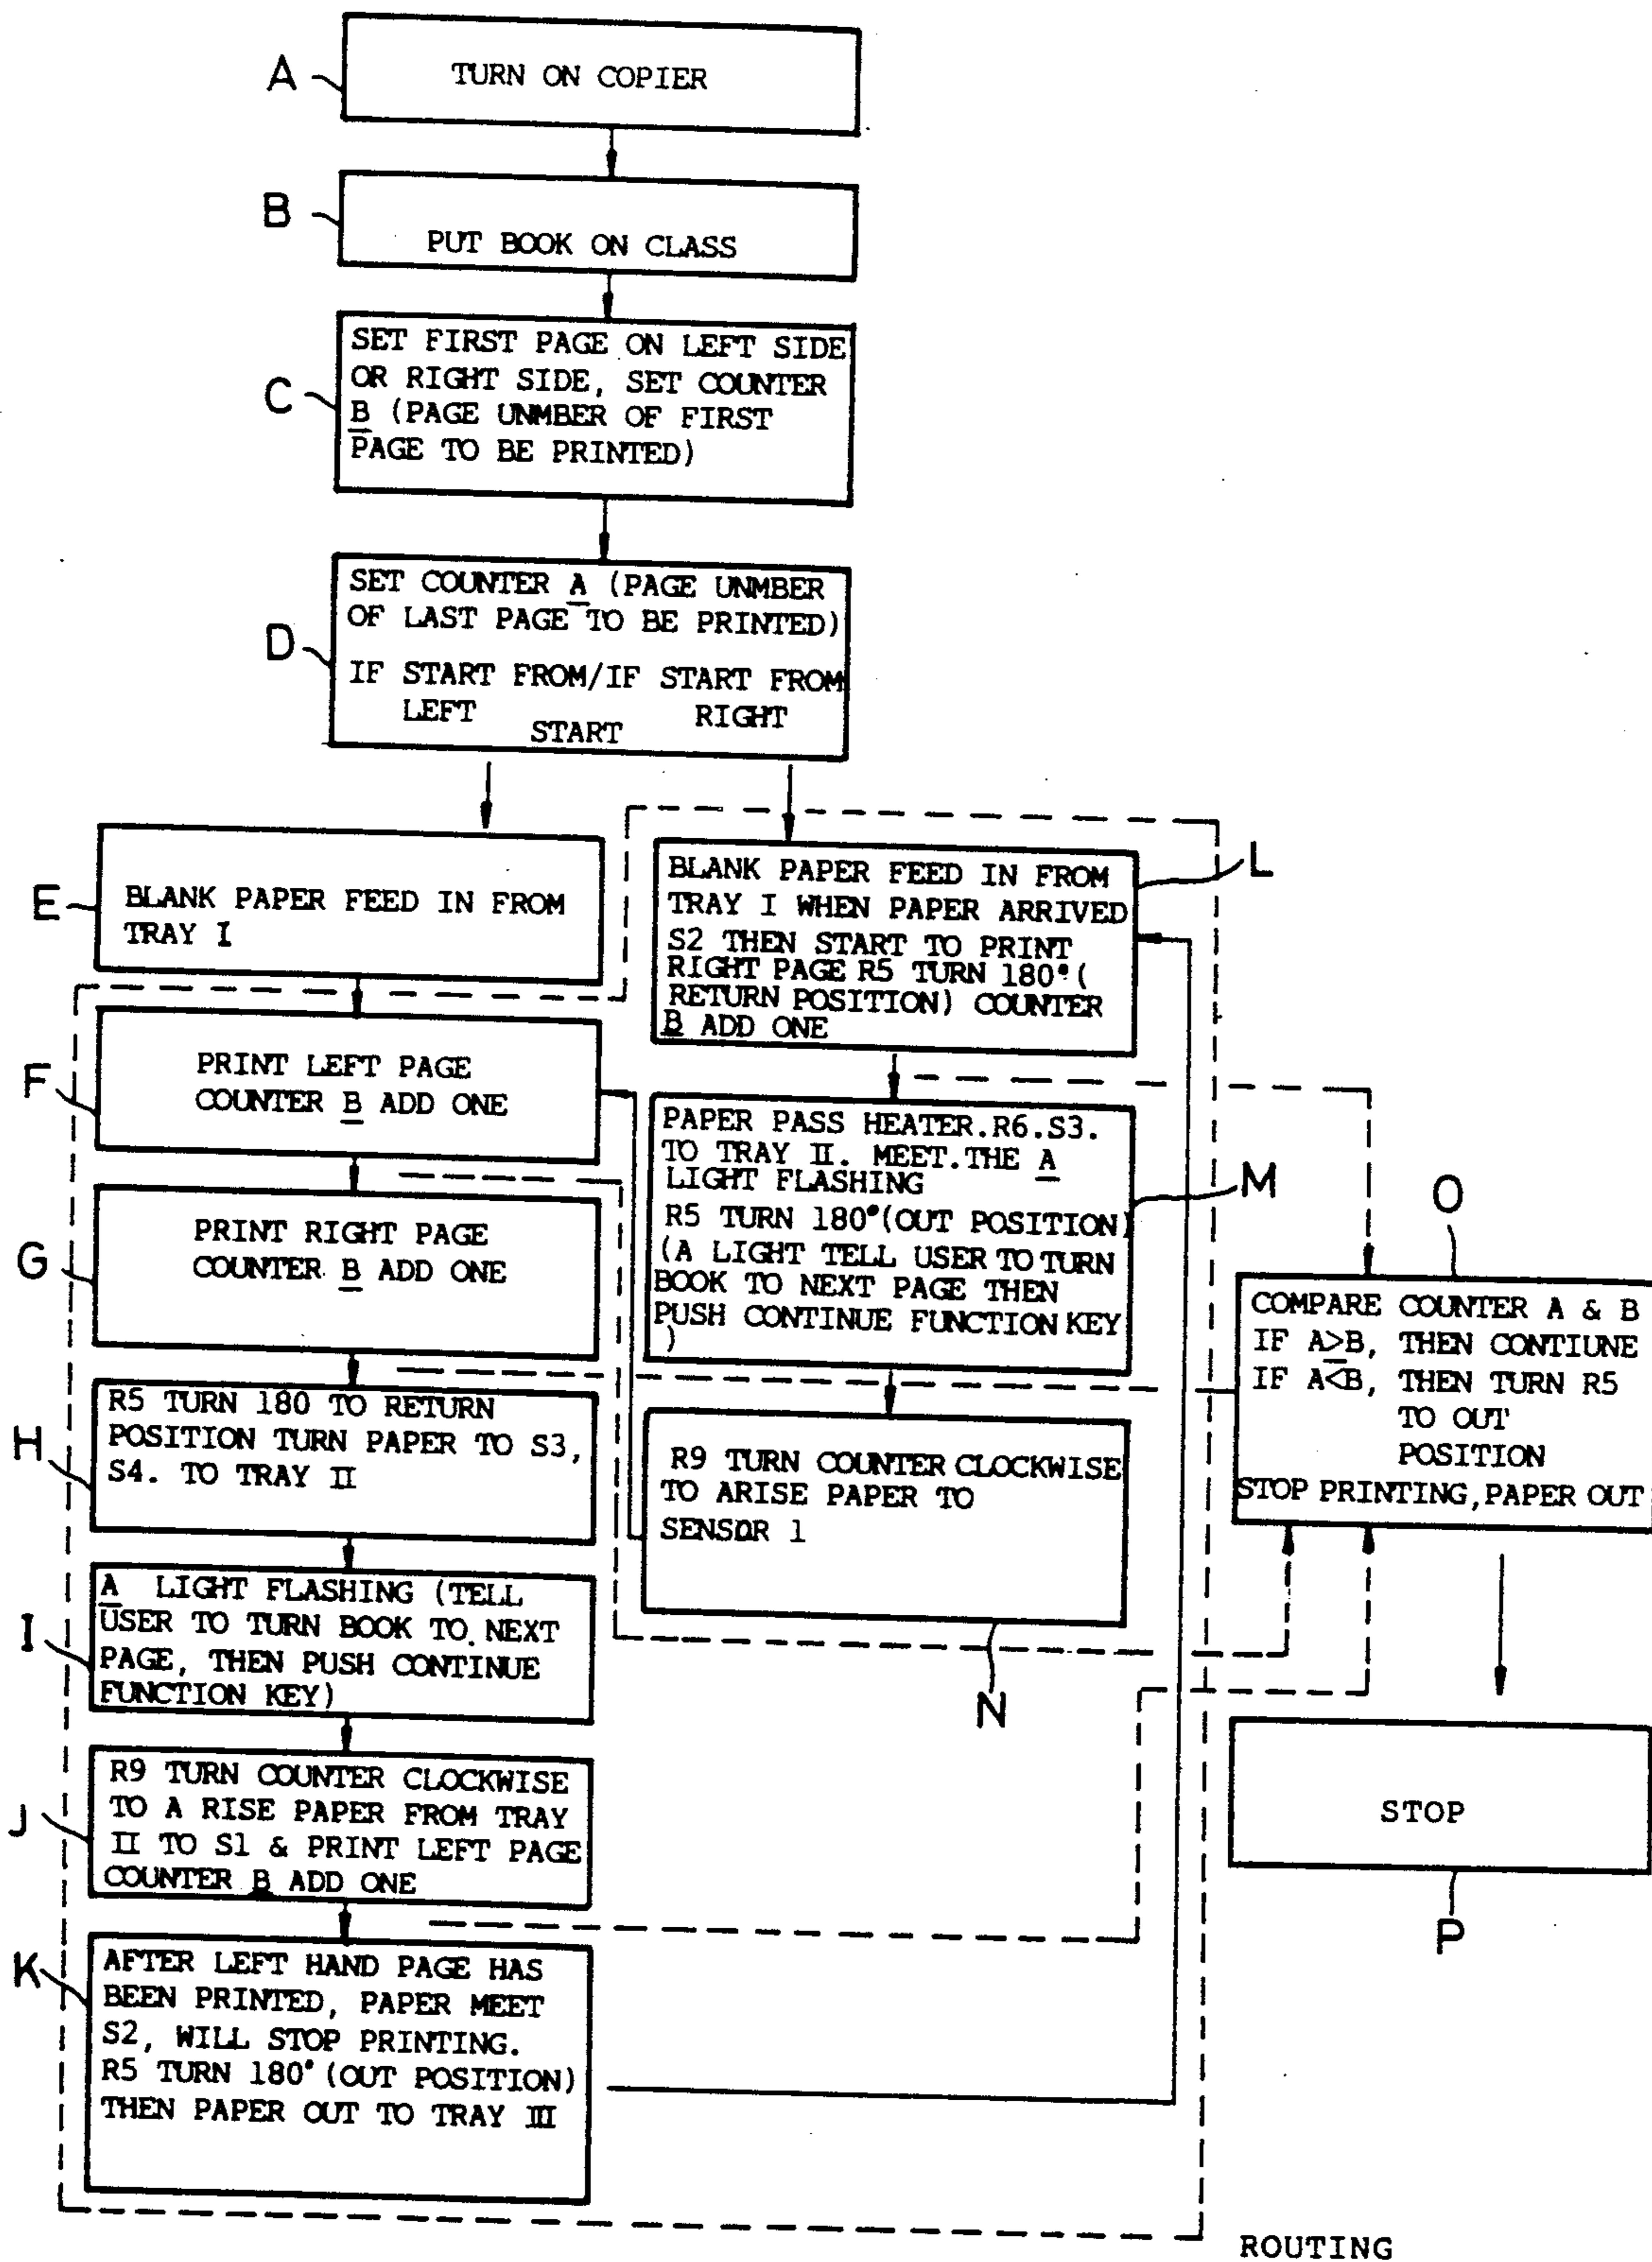 A
TURN ON COPIER
B
PUT BOOK ON CLASS
C
SET FIRST PAGE ON LEFT SIDE
OR RIGHT SIDE, SET COUNTER
B (PAGE UNMBER OF FIRST
PAGE TO BE PRINTED)
D
SET COUNTER A (PAGE UNMBER
OF LAST PAGE TO BE PRINTED)
IF START FROM/IF START FROM
LEFT RIGHT
START
E
BLANK PAPER FEED IN FROM
TRAY I
F
PRINT LEFT PAGE
COUNTER B ADD ONE
G
PRINT RIGHT PAGE
COUNTER B ADD ONE
H
R5 TURN 180 TO RETURN
POSITION TURN PAPER TO S3,
S4. TO TRAY II
I
A LIGHT FLASHING (TELL
USER TO TURN BOOK TO NEXT
PAGE, THEN PUSH CONTINUE
FUNCTION KEY)
J
R9 TURN COUNTER CLOCKWISE
TO A RISE PAPER FROM TRAY
II TO S1 & PRINT LEFT PAGE
COUNTER B ADD ONE
K
AFTER LEFT HAND PAGE HAS
BEEN PRINTED, PAPER MEET
S2, WILL STOP PRINTING.
R5 TURN 180° (OUT POSITION)
THEN PAPER OUT TO TRAY III
L
BLANK PAPER FEED IN FROM
TRAY I WHEN PAPER ARRIVED
S2 THEN START TO PRINT
RIGHT PAGE R5 TURN 180°(
RETURN POSITION) COUNTER
B ADD ONE
M
PAPER PASS HEATER.R6.S3.
TO TRAY II. MEET.THE A
LIGHT FLASHING
R5 TURN 180°(OUT POSITION)
(A LIGHT TELL USER TO TURN
BOOK TO NEXT PAGE THEN
PUSH CONTINUE FUNCTION KEY
)
R9 TURN COUNTER CLOCKWISE
TO ARISE PAPER TO
SENSOR 1
N
O
COMPARE COUNTER A & B
IF A≥B, THEN CONTIUNE
IF A<B, THEN TURN R5
TO OUT
POSITION
STOP PRINTING, PAPER OUT
STOP
P
ROUTING